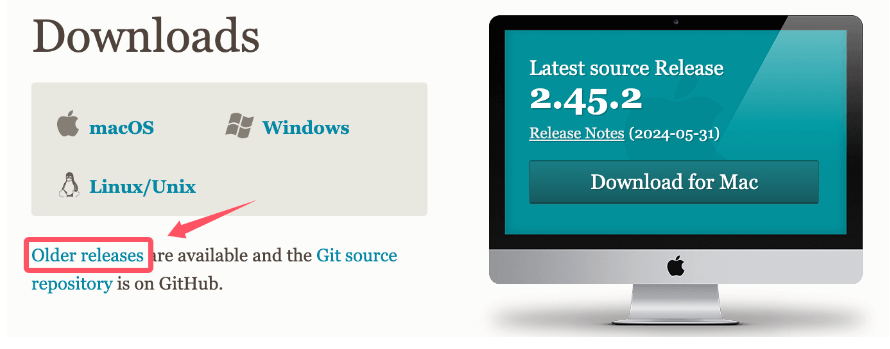 Downloads
macOS
Windows
Linux/Unix
Older releases are available and the Git source
repository is on GitHub.
Latest source Release
2.45.2
Release Notes (2024-05-31)
Download for Mac